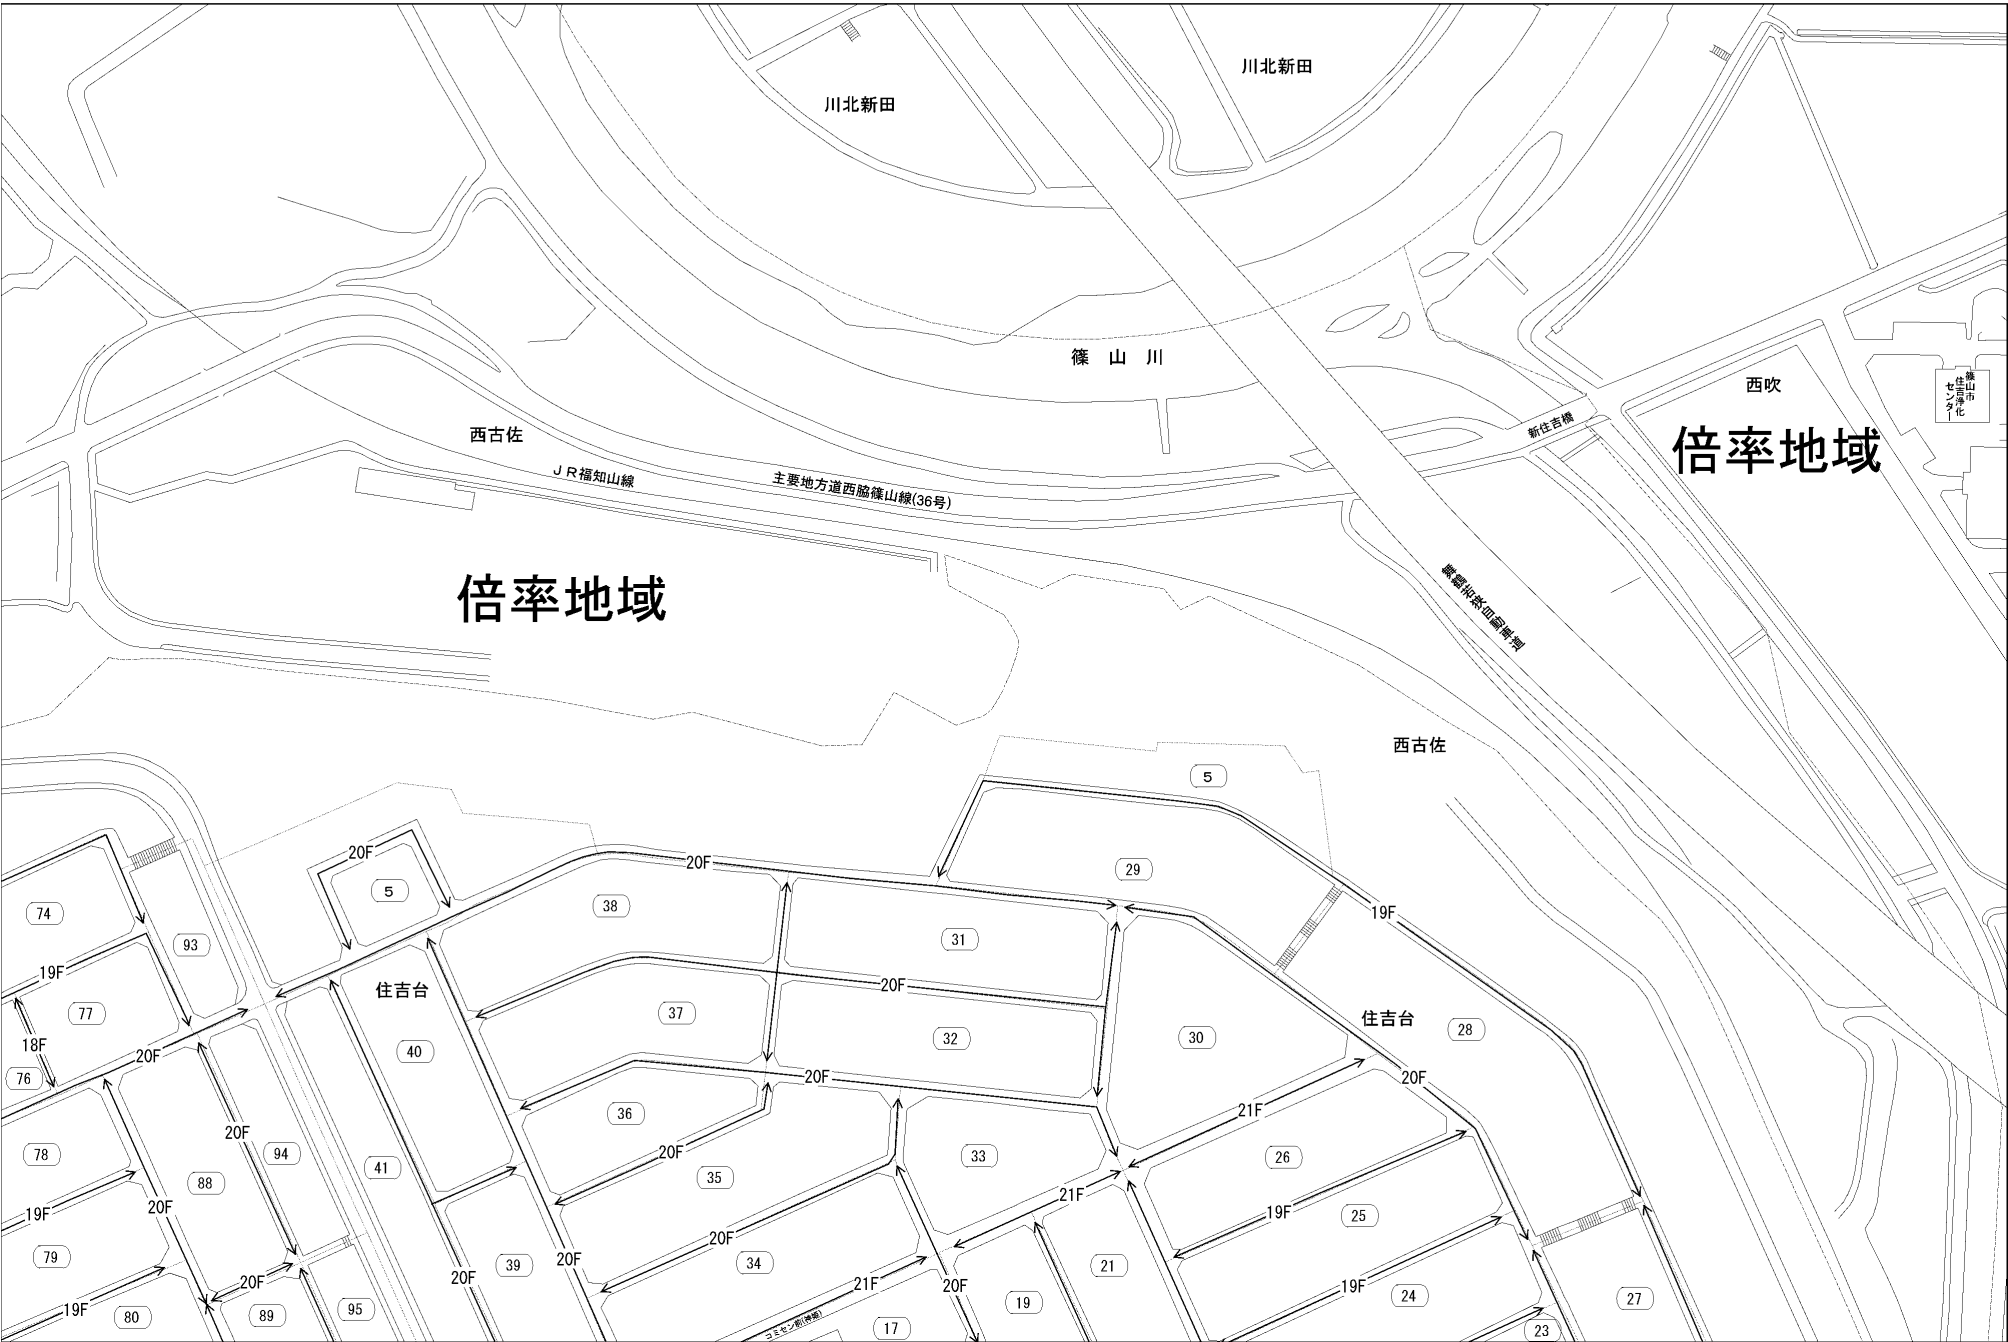 川北新田
川北新田
篠山川
西吹
篠山市
住吉浄化
センター
新住吉橋
倍率地域
西古佐
JR福知山線
主要地方道西脇篠山線(36号)
舞鶴若狭自動車道
倍率地域
西古佐
5
20F
5
20F
29
38
19F
74
93
31
19F
住吉台
20F
77
37
住吉台
28
32
30
18F
40
20F
76
20F
20F
36
21F
20F
78
94
20F
33
26
41
35
88
21F
20F
19F
19F
25
20F
79
20F
34
39
21
20F
20F
21F
20F
19F
24
19F
95
19
27
80
89
コミセン前(神姫)
17
23